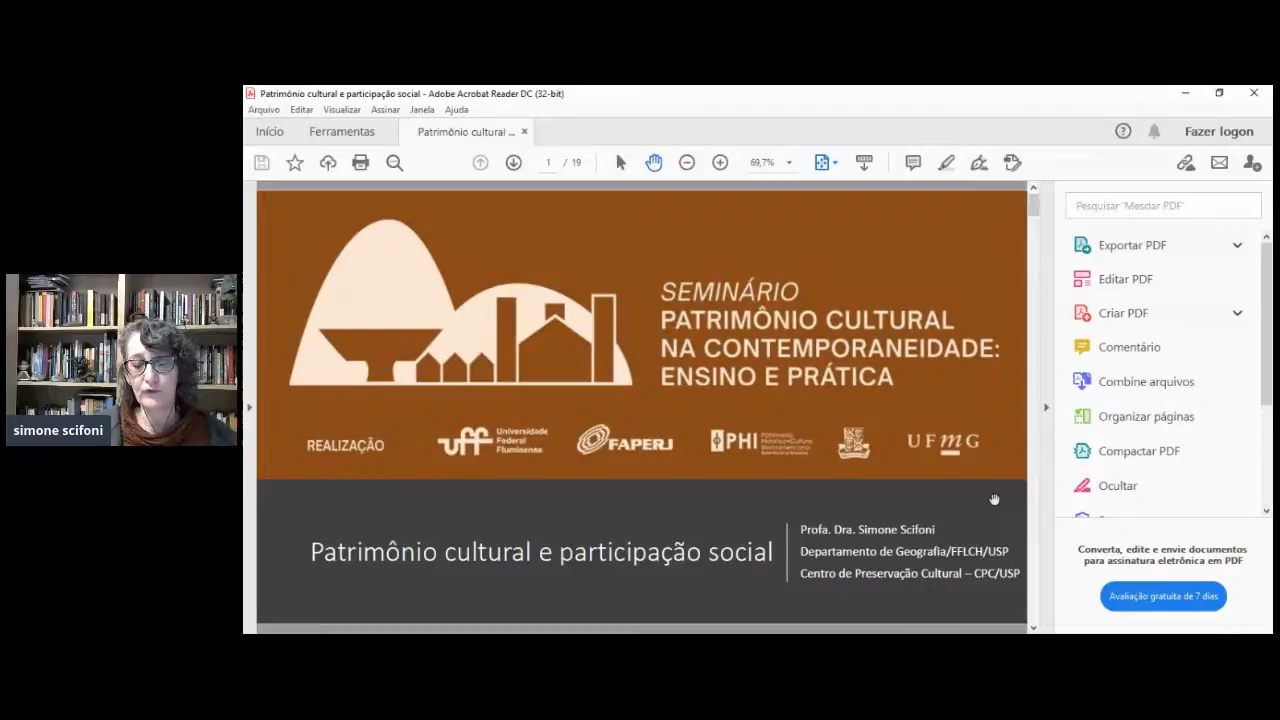 Patrimônio cultural e participação social - Adobe Acrobat Reader DC (32-bit)
Arquivo Editar Visualizar Assinar Janela Ajuda
Início Ferramentas Patrimônio cultural ... ×
Fazer logon
1 / 19
69,7%
Pesquisar 'Mesclar PDF'
Exportar PDF
Editar PDF
Criar PDF
Comentário
Combine arquivos
Organizar páginas
Compactar PDF
Ocultar
Converta, edite e envie documentos
para assinatura eletrônica em PDF
Avaliação gratuita de 7 dias
SEMINÁRIO
PATRIMÔNIO CULTURAL
NA CONTEMPORANEIDADE:
ENSINO E PRÁTICA
REALIZAÇÃO
uff Universidade
Federal
Fluminense
FAPERJ
PHI
UFMG
Patrimônio cultural e participação social
Profa. Dra. Simone Scifoni
Departamento de Geografia/FFLCH/USP
Centro de Preservação Cultural – CPC/USP
simone scifoni